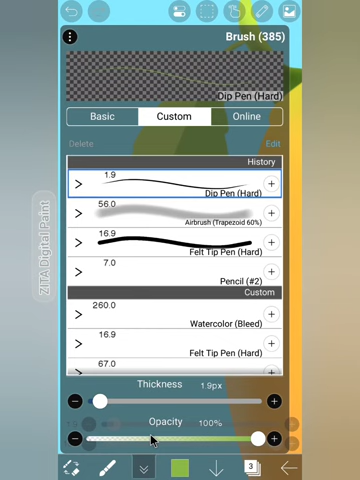 Brush (385)
Dip Pen (Hard)
Basic
Custom
Online
Delete
Edit
History
1.9
Dip Pen (Hard)
56.0
Airbrush (Trapezoid 60%)
16.9
Felt Tip Pen (Hard)
7.0
Pencil (#2)
Custom
260.0
Watercolor (Bleed)
16.9
Felt Tip Pen (Hard)
67.0
Thickness
1.9px
Opacity
100%
3
ZITA Digital Paint